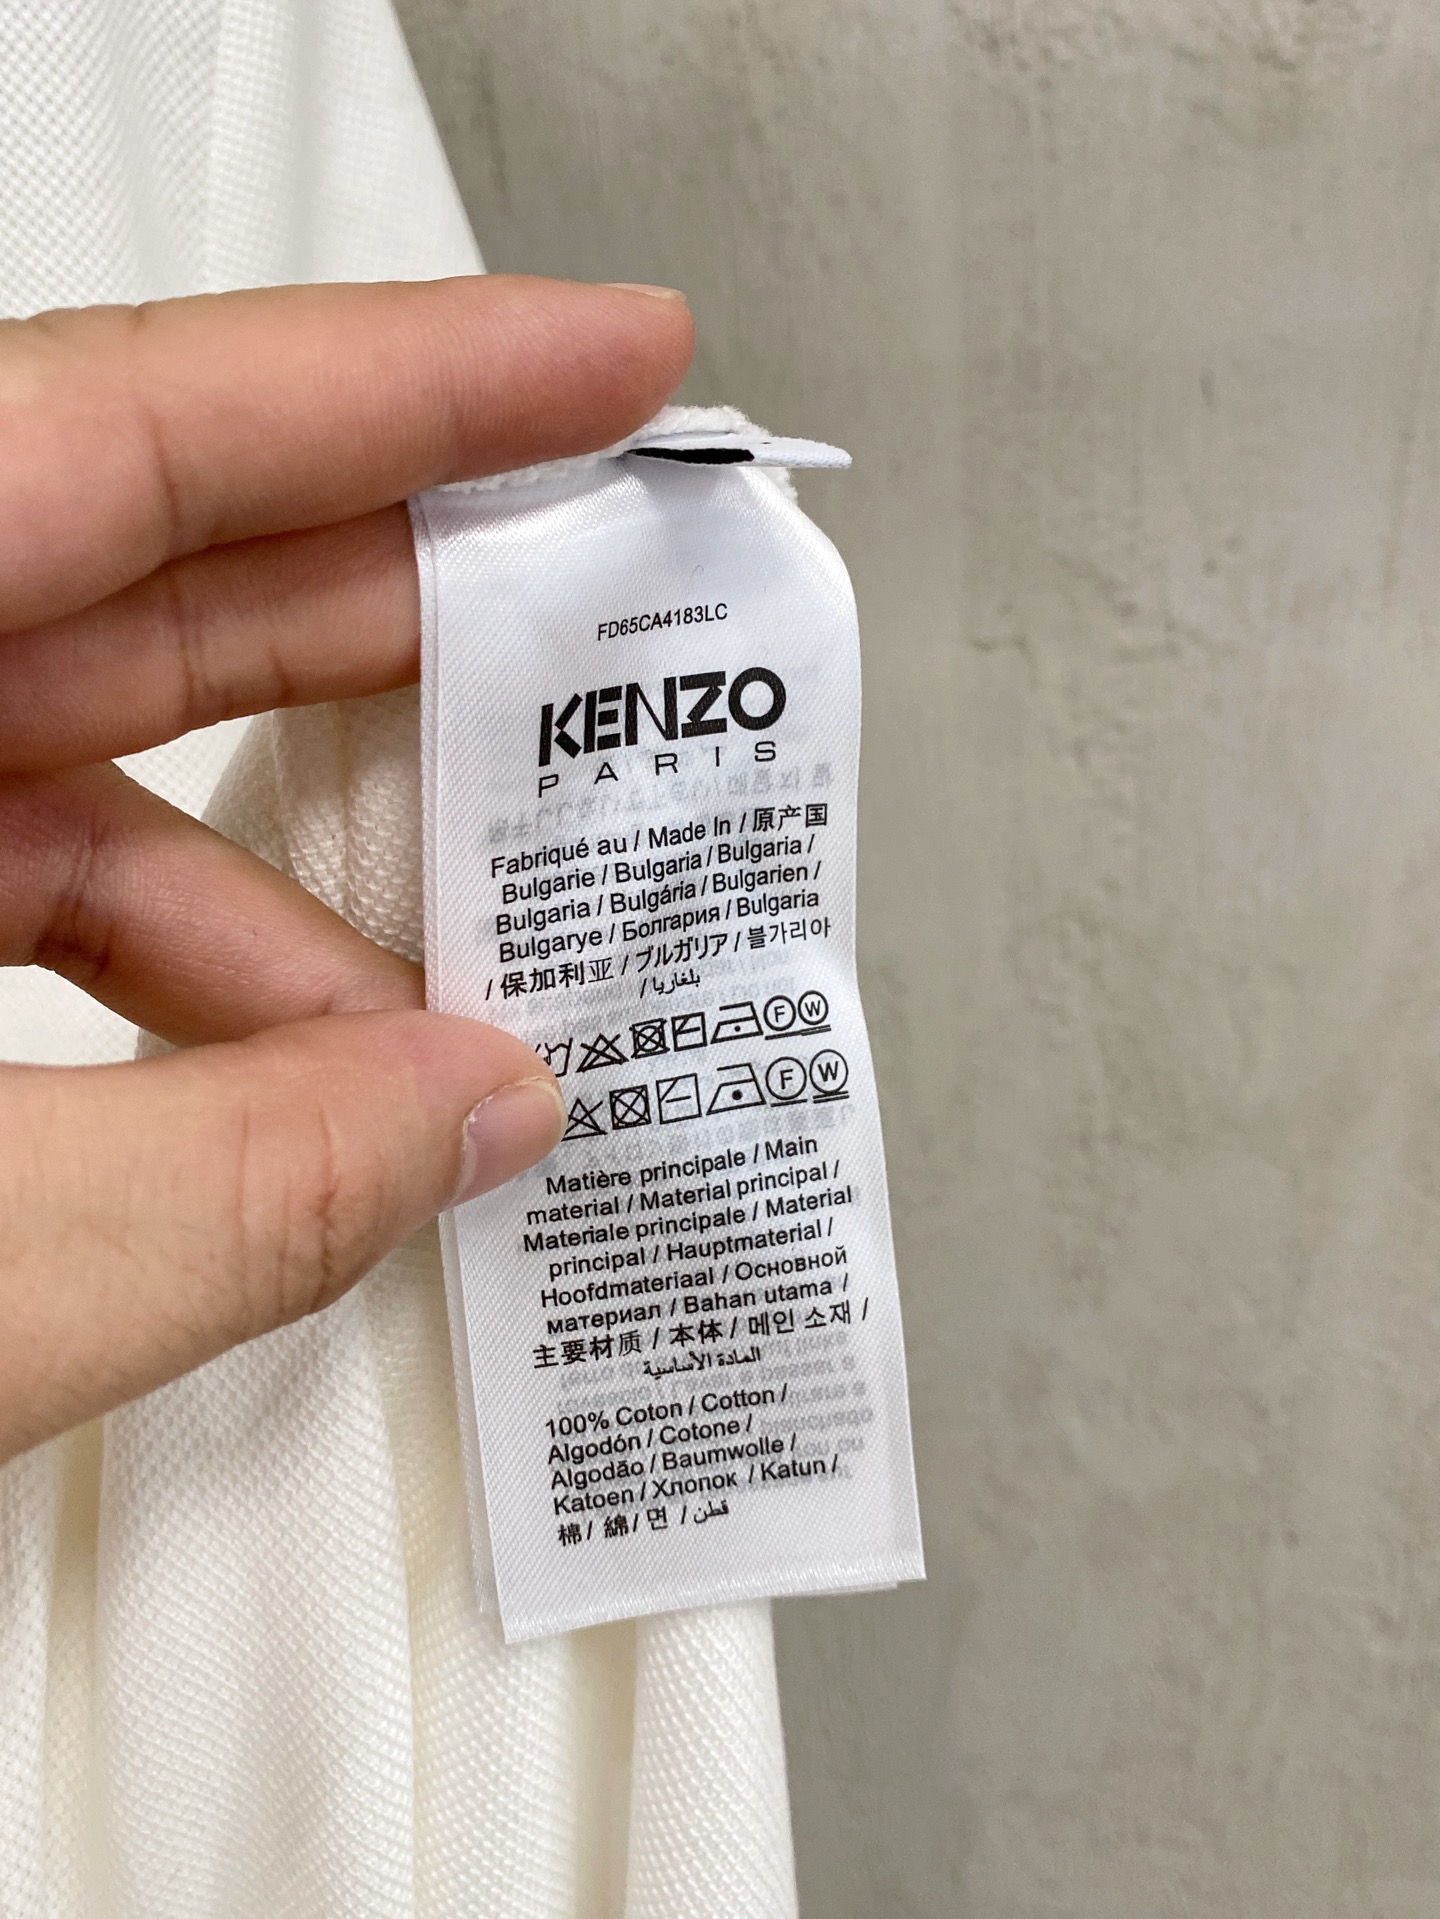 FD65CA4183LC
KENZO
PARIS
Fabriqué au / Made In / 原产国
Bulgarie / Bulgaria / Bulgaria /
Bulgaria / Bulgária / Bulgarien /
Bulgarye / Болгария / Bulgaria
/ 保加利亚 / ブルガリア / 불가리아
/ بلغاريا
F W
F W
Matière principale / Main
material / Material principal /
Materiale principale / Material
principal / Hauptmaterial /
Hoofdmateriaal / Основной
материал / Bahan utama /
主要材质 / 本体 / 메인 소재 /
المادة الأساسية
100% Coton / Cotton /
Algodón / Cotone /
Algodão / Baumwolle /
Katoen / Хлопок / Katun /
棉 / 綿 / 면 / قطن